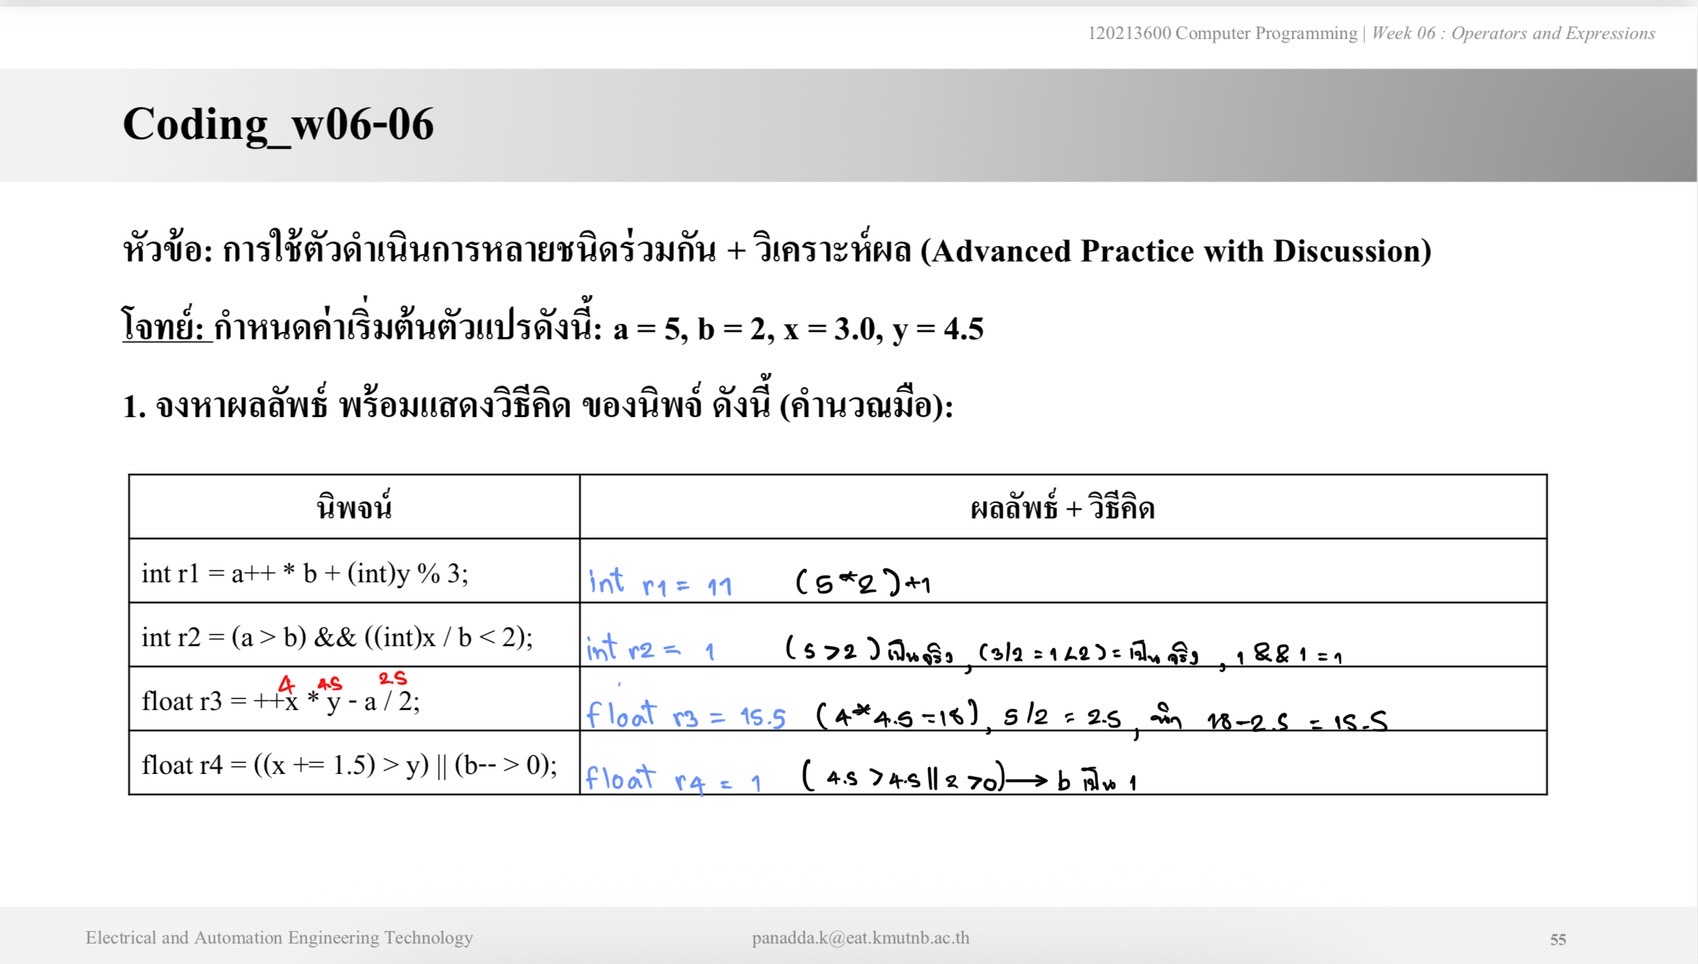 120213600 Computer Programming | Week 06 : Operators and Expressions
Coding_w06-06
หัวข้อ: การใช้ตัวดำเนินการหลายชนิดร่วมกัน + วิเคราะห์ผล (Advanced Practice with Discussion)
โจทย์: กำหนดค่าเริ่มต้นตัวแปรดังนี้: a = 5, b = 2, x = 3.0, y = 4.5
1. จงหาผลลัพธ์ พร้อมแสดงวิธีคิด ของนิพจ์ ดังนี้ (คำนวณมือ):
นิพจน์ ผลลัพธ์ + วิธีคิด
int r1 = a++ * b + (int)y % 3; int r1 = 11 (5*2)+1
int r2 = (a > b) && ((int)x / b < 2); int r2 = 1 (5>2)เป็นจริง, (3/2 = 1<2)= เป็นจริง, 1 && 1 = 1
4 4.5 2.5
float r3 = ++x * y - a / 2; float r3 = 15.5 (4*4.5=18), 5/2 = 2.5, 18-2.5 = 15.5
float r4 = ((x += 1.5) > y) || (b-- > 0); float r4 = 1 (4.5 >4.5 || 2 >0)→ b เป็น 1
Electrical and Automation Engineering Technology panadda.k@eat.kmutnb.ac.th 55